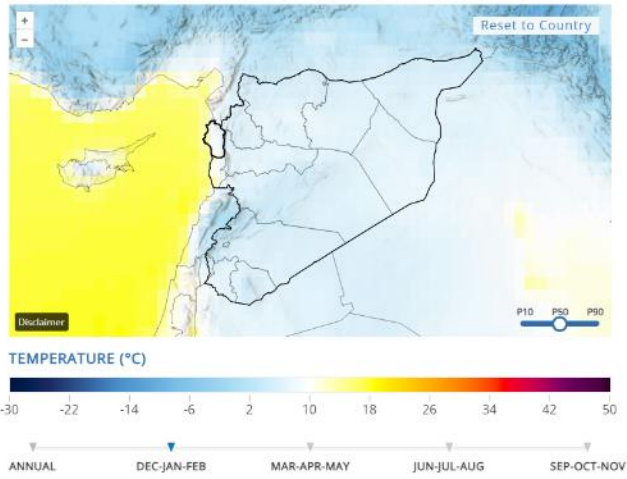 +
Reset to Country
−
P10 P50 P90
Disclaimer
TEMPERATURE (°C)
-30 -22 -14 -6 2 10 18 26 34 42 50
ANNUAL DEC-JAN-FEB MAR-APR-MAY JUN-JUL-AUG SEP-OCT-NOV